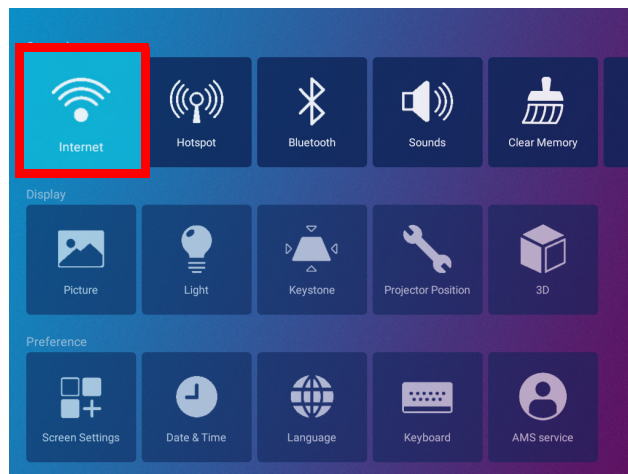 Internet
Hotspot
Bluetooth
Sounds
Clear Memory
Display
Picture
Light
Keystone
Projector Position
3D
Preference
Screen Settings
Date & Time
Language
Keyboard
AMS service